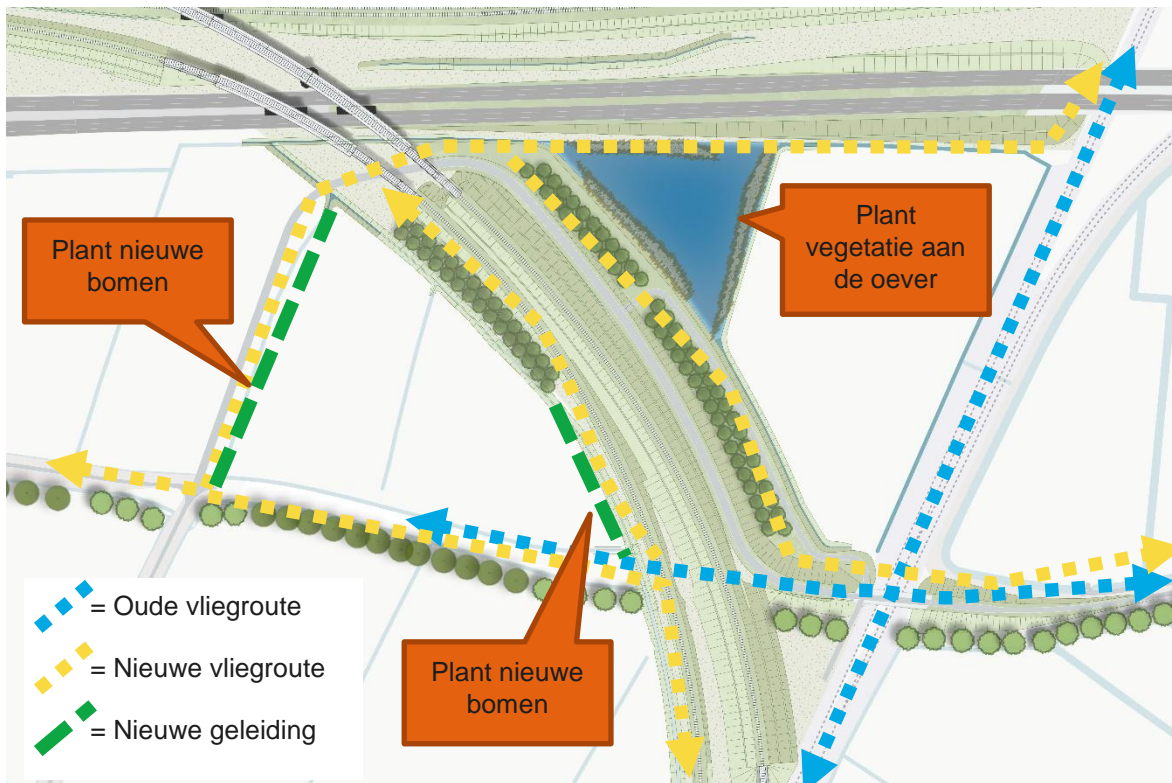 Plant nieuwe
bomen
Plant
vegetatie aan
de oever
Plant nieuwe
bomen
= Oude vliegroute
= Nieuwe vliegroute
= Nieuwe geleiding